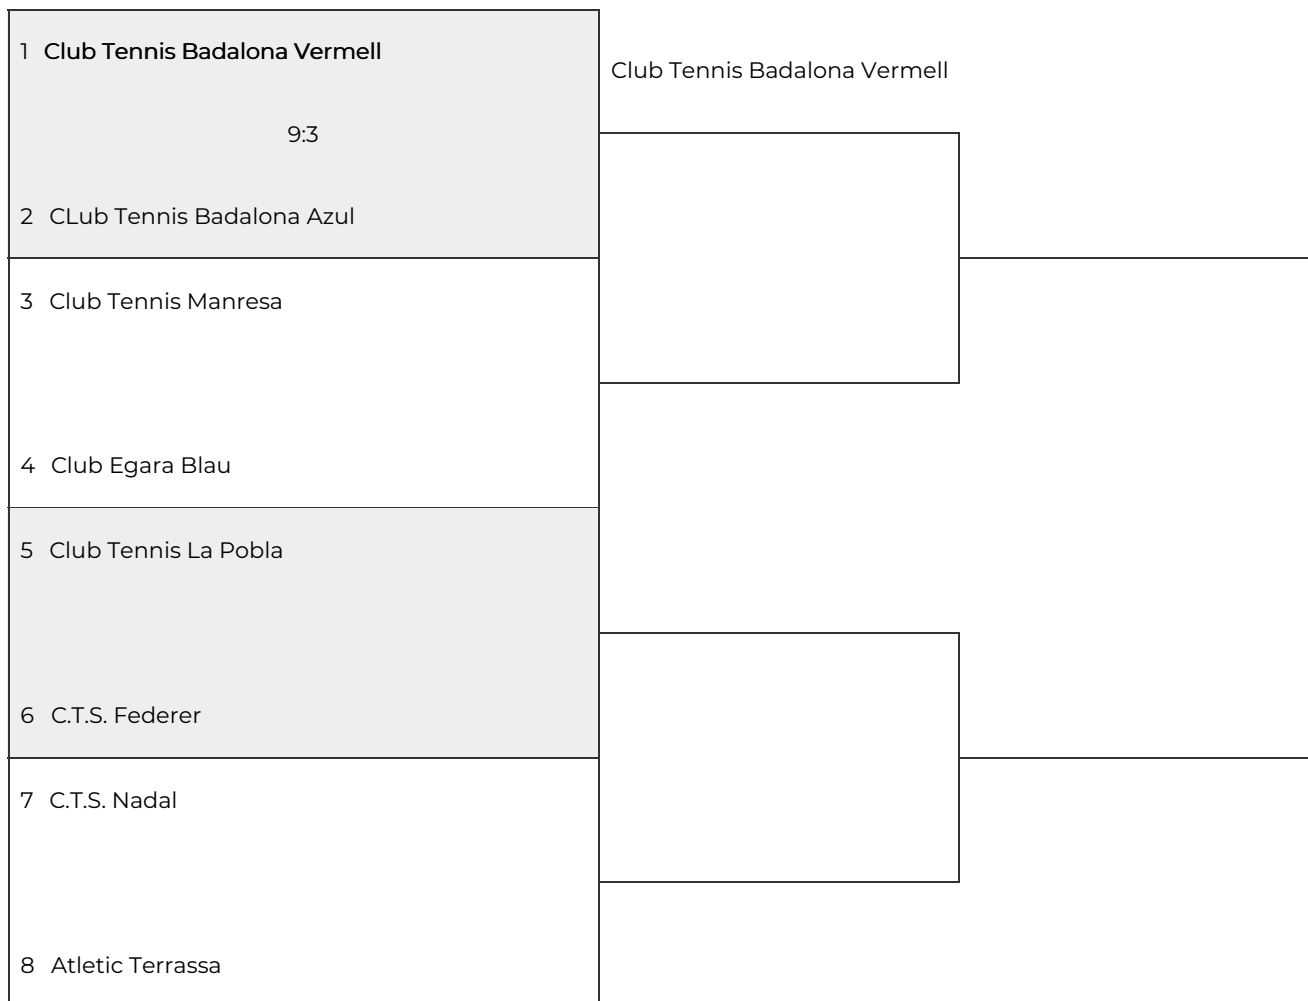 1 Club Tennis Badalona Vermell
Club Tennis Badalona Vermell
9:3
2 CLub Tennis Badalona Azul
3 Club Tennis Manresa
4 Club Egara Blau
5 Club Tennis La Pobla
6 C.T.S. Federer
7 C.T.S. Nadal
8 Atletic Terrassa